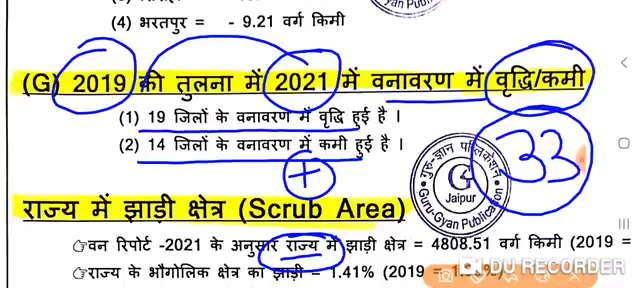 (4) भरतपुर = - 9.21 वर्ग किमी
(G) 2019 की तुलना में 2021 में वनावरण में वृद्धि/कमी
(1) 19 जिलों के वनावरण में वृद्धि हुई है ।
(2) 14 जिलों के वनावरण में कमी हुई है ।
33
+
गुरु-ज्ञान पब्लिकेशन
G
Jaipur
Guru-Gyan Publication
राज्य में झाड़ी क्षेत्र (Scrub Area)
वन रिपोर्ट -2021 के अनुसार राज्य में झाड़ी क्षेत्र = 4808.51 वर्ग किमी (2019 =
राज्य के भौगोलिक क्षेत्र का झाड़ी = 1.41% (2019 =
DU RECORDER